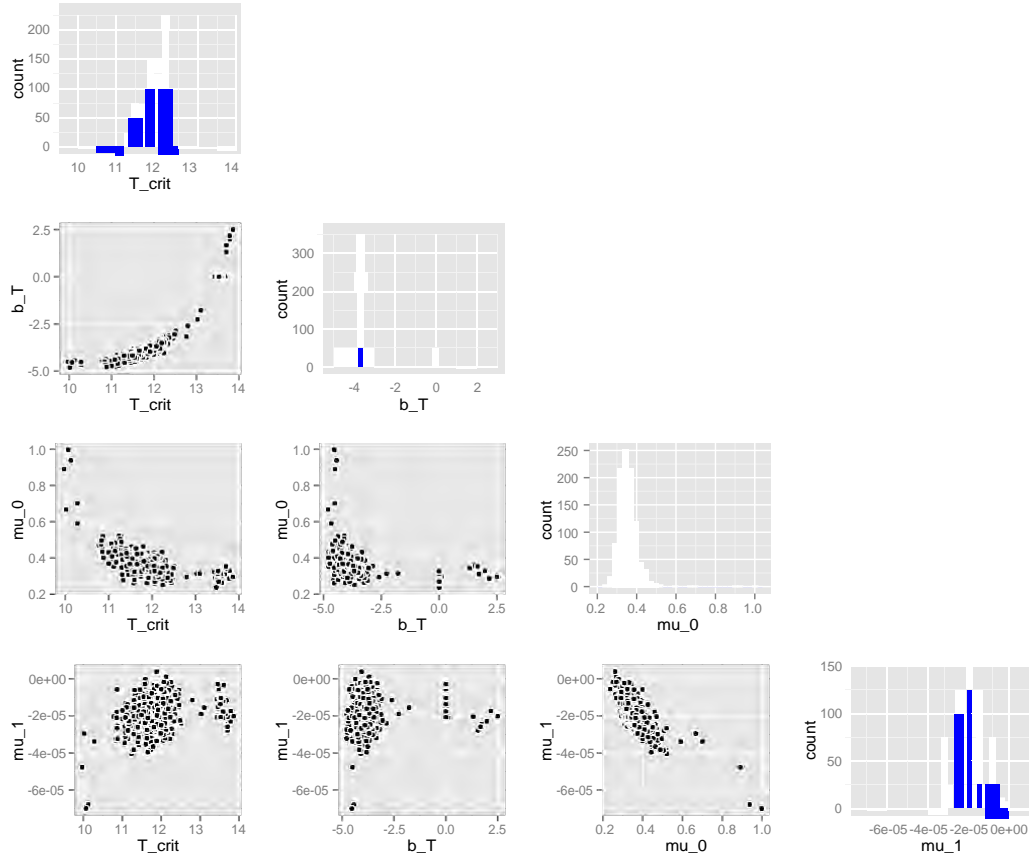 count
200
150
100
50
0
10 11 12 13 14
T_crit
b_T
2.5
0.0
-2.5
-5.0
10 11 12 13 14
T_crit
count
300
200
100
0
-4 -2 0 2
b_T
mu_0
1.0
0.8
0.6
0.4
0.2
10 11 12 13 14
T_crit
mu_0
1.0
0.8
0.6
0.4
0.2
-5.0 -2.5 0.0 2.5
b_T
count
250
200
150
100
50
0
0.2 0.4 0.6 0.8 1.0
mu_0
mu_1
0e+00
-2e-05
-4e-05
-6e-05
10 11 12 13 14
T_crit
mu_1
0e+00
-2e-05
-4e-05
-6e-05
-5.0 -2.5 0.0 2.5
b_T
mu_1
0e+00
-2e-05
-4e-05
-6e-05
0.2 0.4 0.6 0.8 1.0
mu_0
count
150
100
50
0
-6e-05 -4e-05 -2e-05 0e+00
mu_1